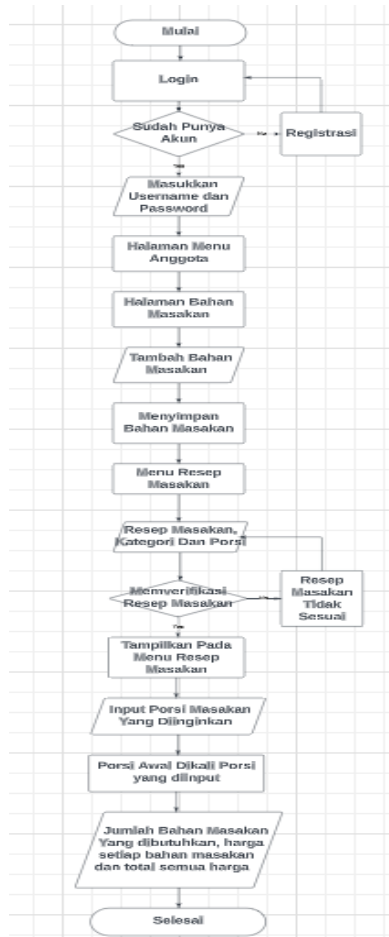 Mulai
Login
Sudah Punya
Akun
No
Registrasi
Yes
Masukkan
Username dan
Password
Halaman Menu
Anggota
Halaman Bahan
Masakan
Tambah Bahan
Masakan
Menyimpan
Bahan Masakan
Menu Resep
Masakan
Resep Masakan,
Kategori Dan Porsi
Memverifikasi
Resep Masakan
Resep
Masakan
Tidak
Sesuai
Yes
Tampilkan Pada
Menu Resep
Masakan
Input Porsi Masakan
Yang Diinginkan
Porsi Awal Dikali Porsi
yang diinput
Jumlah Bahan Masakan
Yang dibutuhkan, harga
setiap bahan masakan
dan total semua harga
Selesai